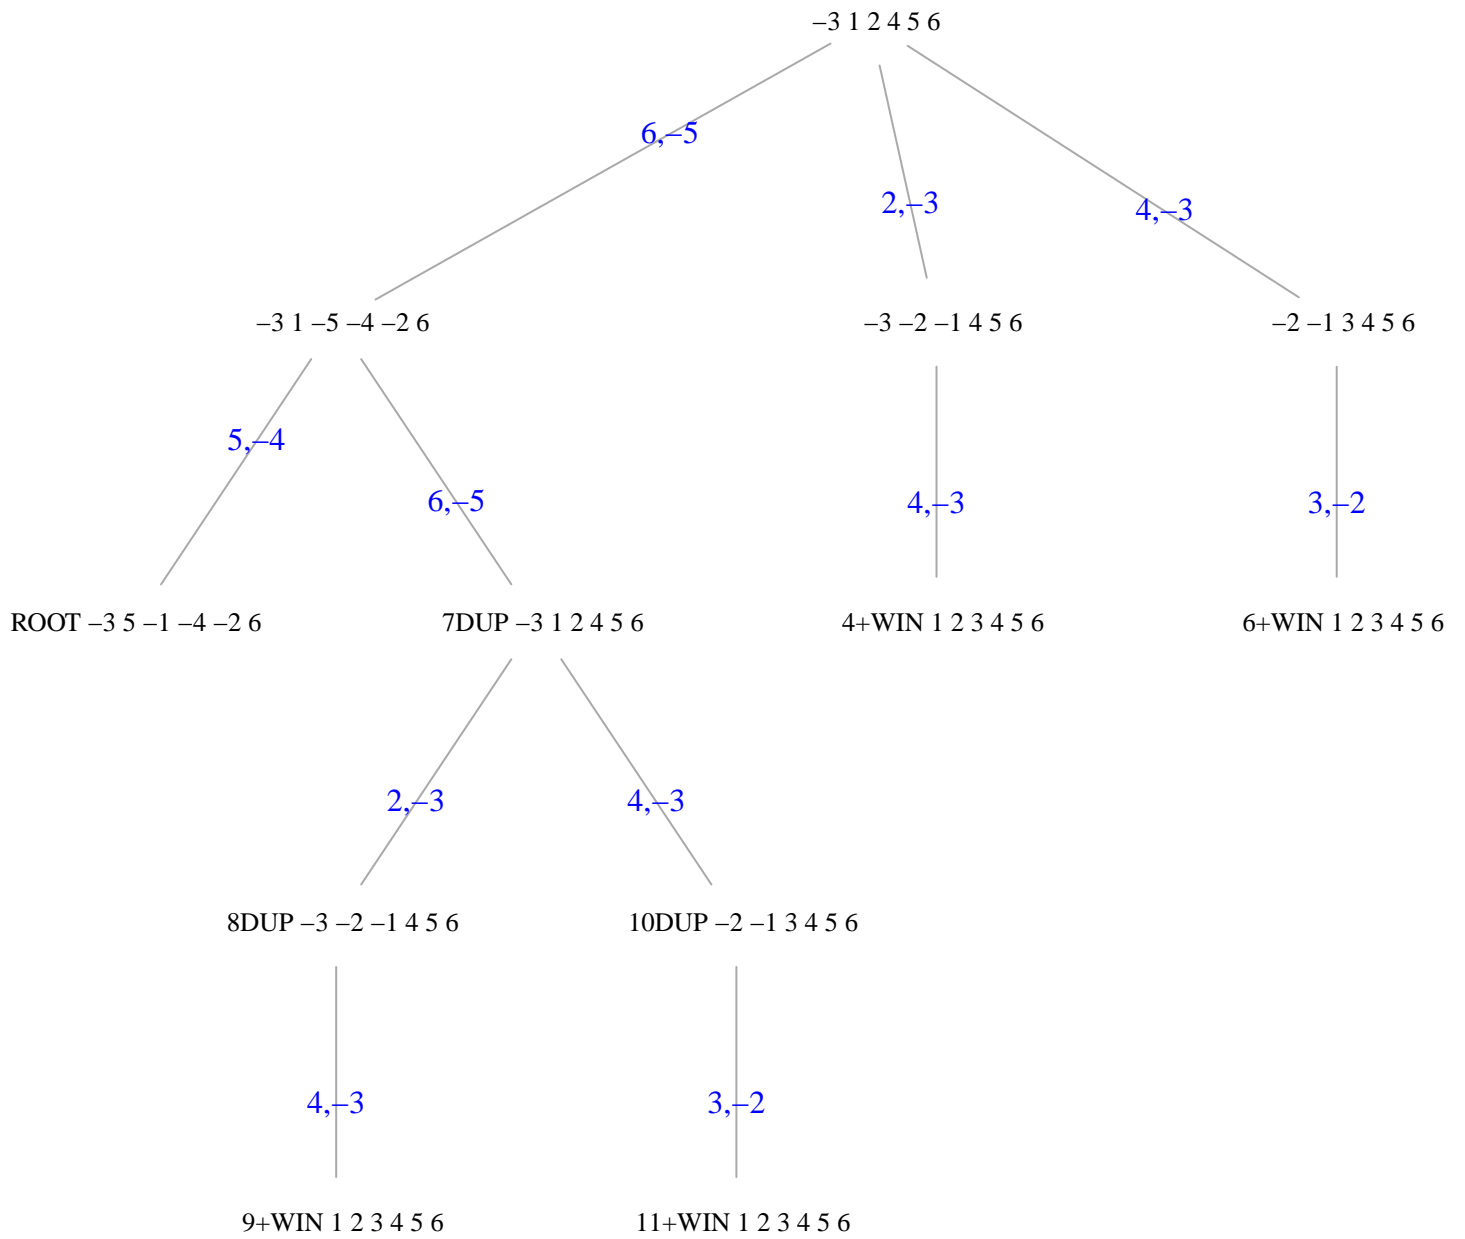 –3 1 2 4 5 6
6,–5
2,–3
4,–3
–3 1 –5 –4 –2 6
–3 –2 –1 4 5 6
–2 –1 3 4 5 6
5,–4
6,–5
4,–3
3,–2
ROOT –3 5 –1 –4 –2 6
7DUP –3 1 2 4 5 6
4+WIN 1 2 3 4 5 6
6+WIN 1 2 3 4 5 6
2,–3
4,–3
8DUP –3 –2 –1 4 5 6
10DUP –2 –1 3 4 5 6
4,–3
3,–2
9+WIN 1 2 3 4 5 6
11+WIN 1 2 3 4 5 6